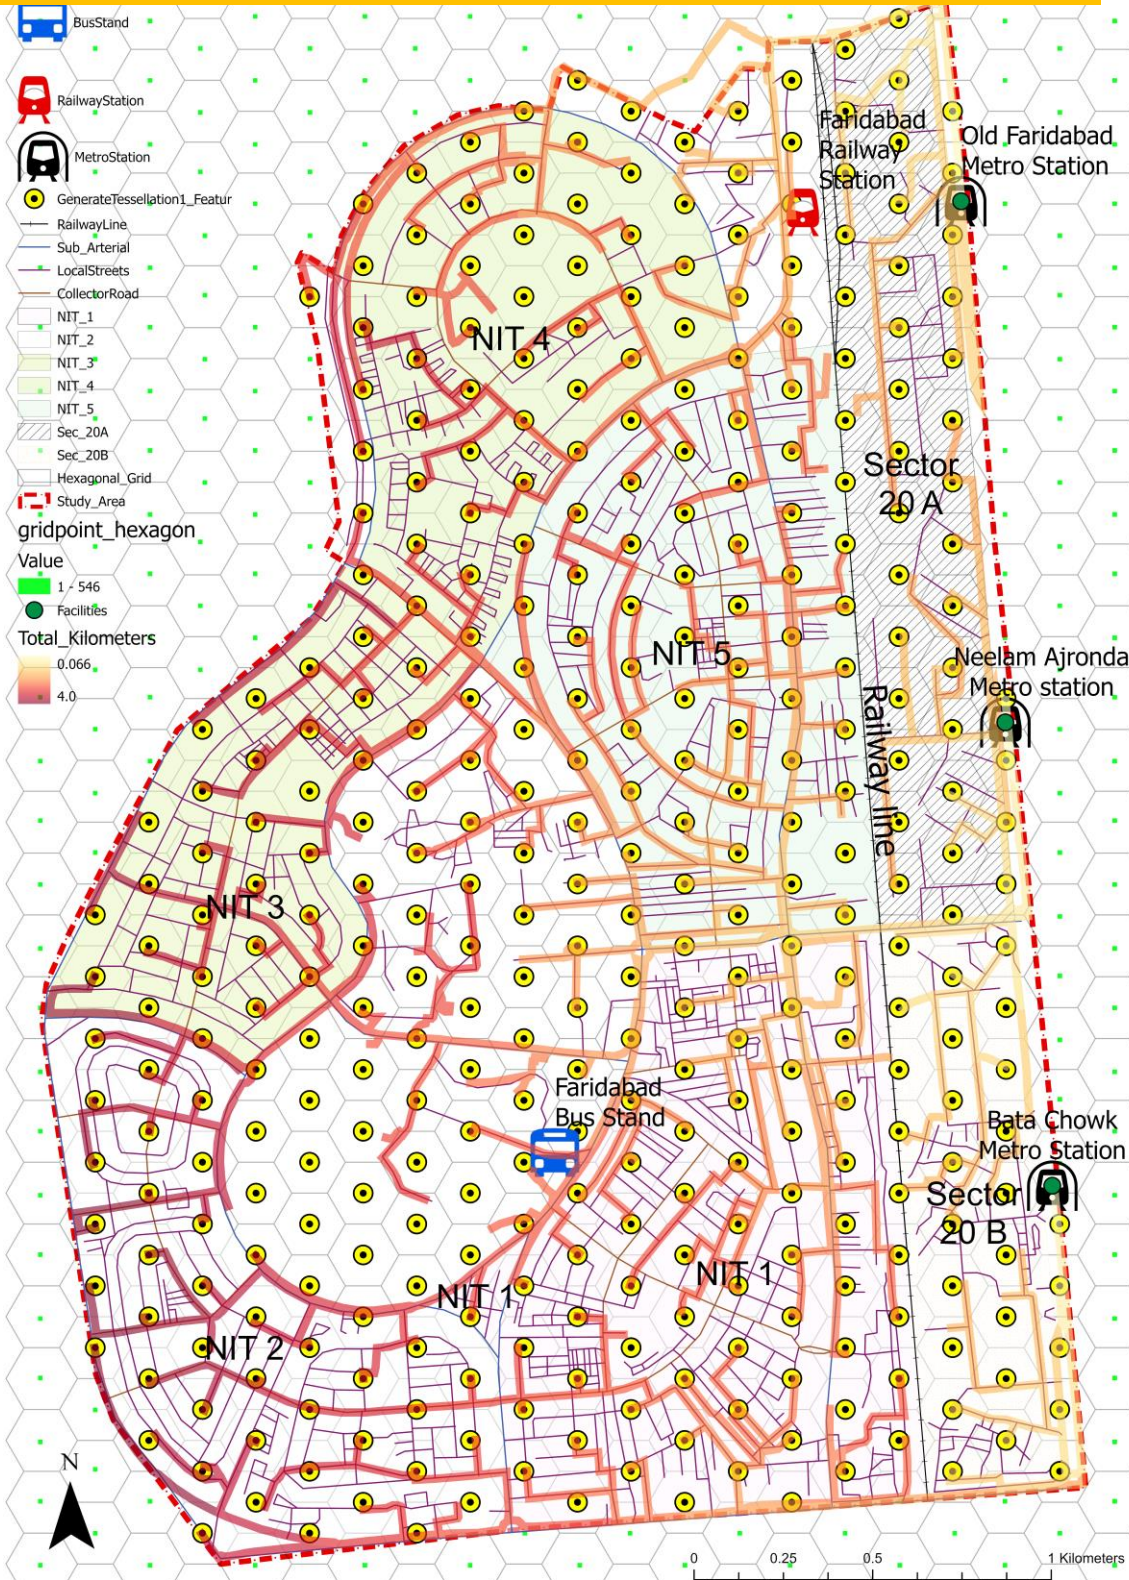 BusStand
RailwayStation
MetroStation
GenerateTessellation1_Featur
RailwayLine
Sub_Arterial
LocalStreets
CollectorRoad
NIT_1
NIT_2
NIT_3
NIT_4
NIT_5
Sec_20A
Sec_20B
Hexagonal_Grid
Study_Area
gridpoint_hexagon
Value
1 - 546
Facilities
Total_Kilometers
0.066
4.0
Faridabad
Railway
Station
Old Faridabad
Metro Station
NIT 4
Sector
20 A
NIT 5
Neelam Ajronda
Metro station
Railway line
NIT 3
Faridabad
Bus Stand
Bata Chowk
Metro Station
Sector
20 B
NIT 1
NIT 1
NIT 2
N
0 0.25 0.5 1 Kilometers